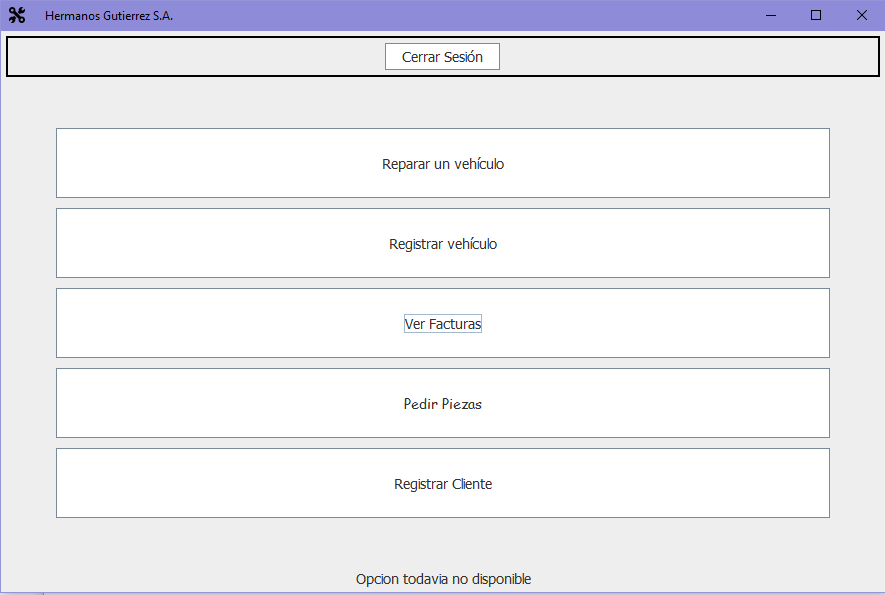 Hermanos Gutierrez S.A.
Cerrar Sesión
Reparar un vehículo
Registrar vehículo
Ver Facturas
Pedir Piezas
Registrar Cliente
Opcion todavia no disponible